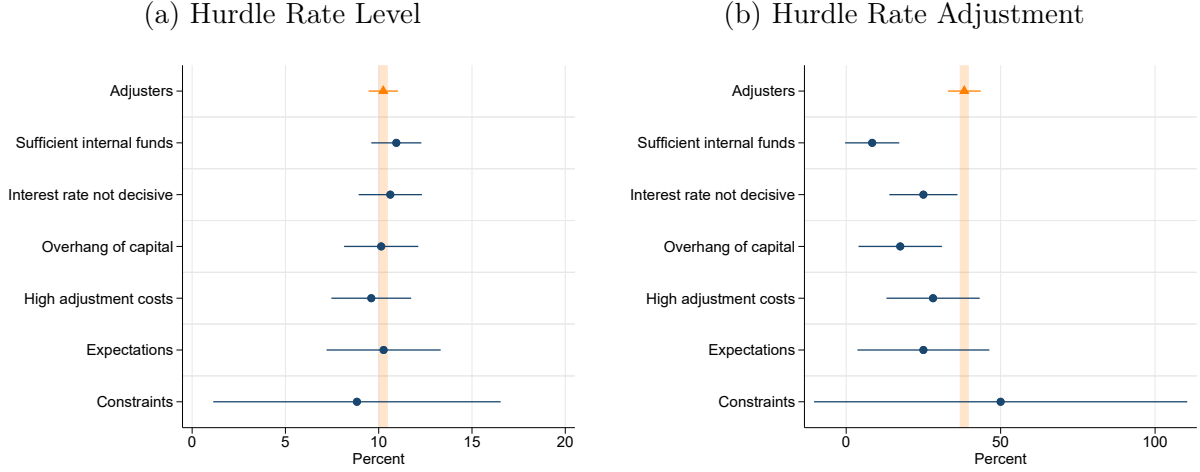 (a) Hurdle Rate Level
Adjusters
Sufficient internal funds
Interest rate not decisive
Overhang of capital
High adjustment costs
Expectations
Constraints
0 5 10 15 20
Percent
(b) Hurdle Rate Adjustment
Adjusters
Sufficient internal funds
Interest rate not decisive
Overhang of capital
High adjustment costs
Expectations
Constraints
0 50 100
Percent